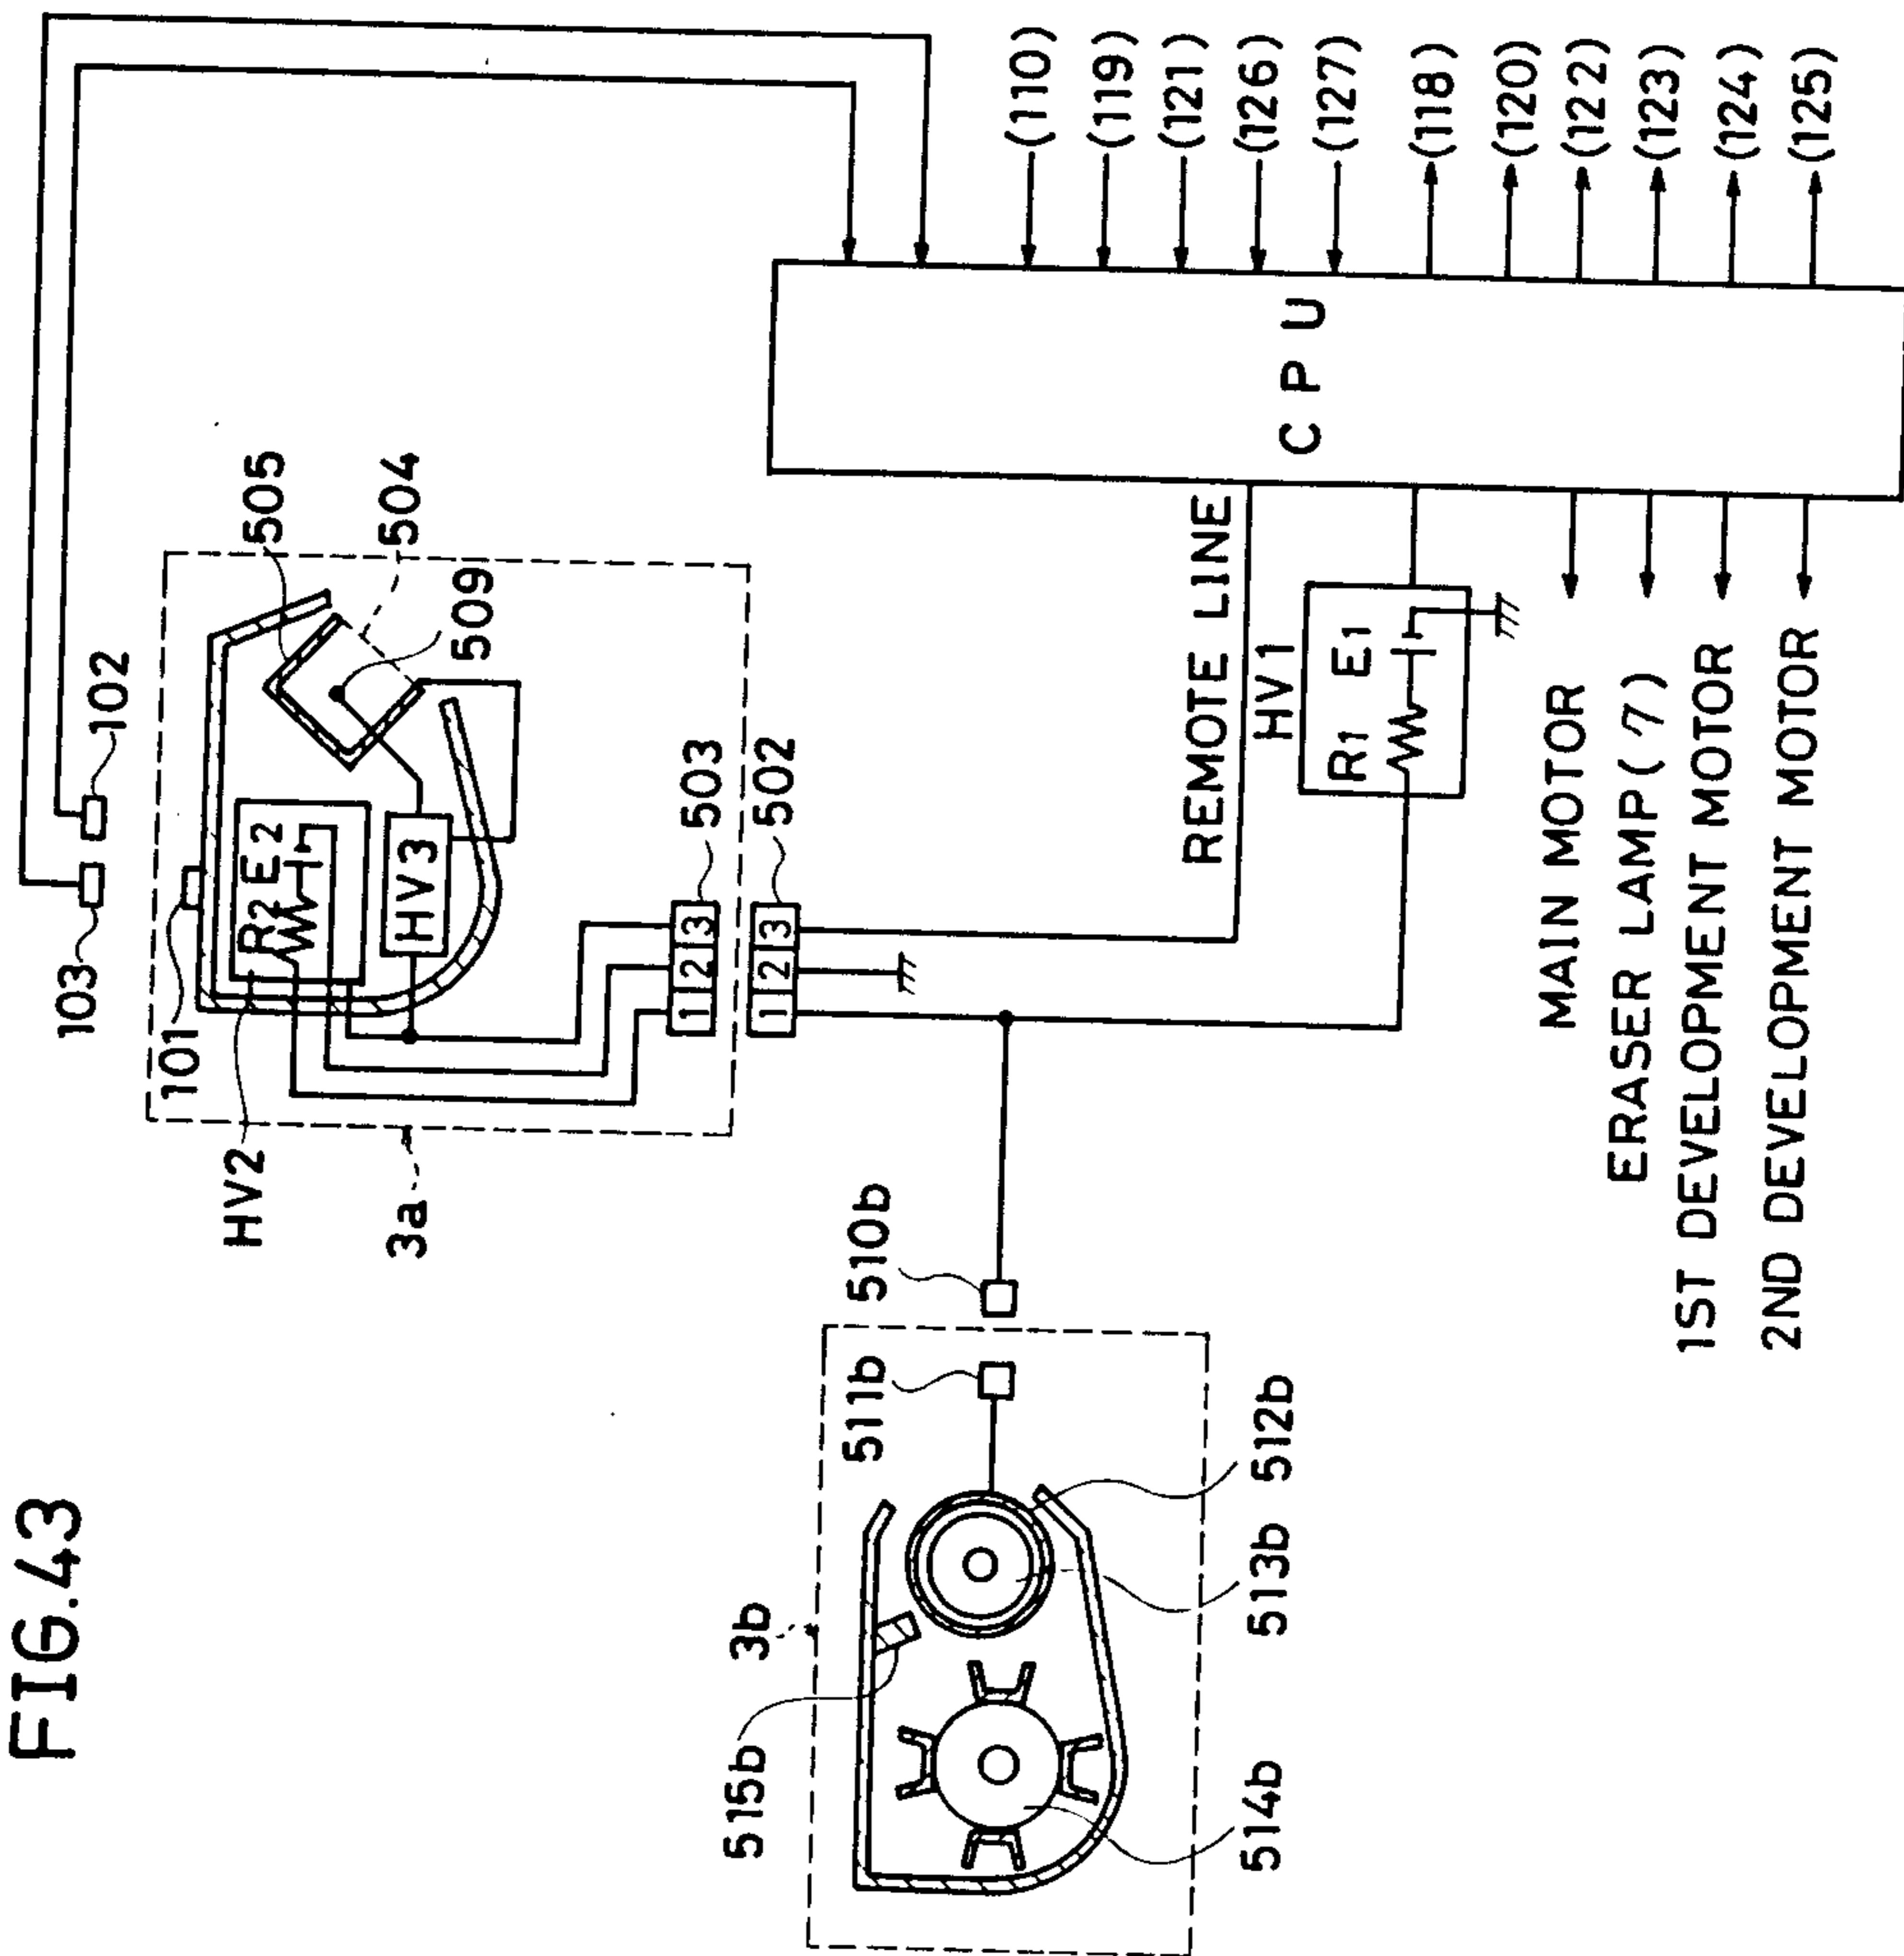 FIG.43
103
102
101
HV2
R2
E2
HV3
505
504
509
3a
503
1 2 3
502
1 2 3
510b
511b
3b
515b
512b
513b
514b
REMOTE LINE
HV1
R1 E1
CPU
(110)
(119)
(121)
(126)
(127)
(118)
(120)
(122)
(123)
(124)
(125)
MAIN MOTOR
ERASER LAMP(7)
1ST DEVELOPMENT MOTOR
2ND DEVELOPMENT MOTOR